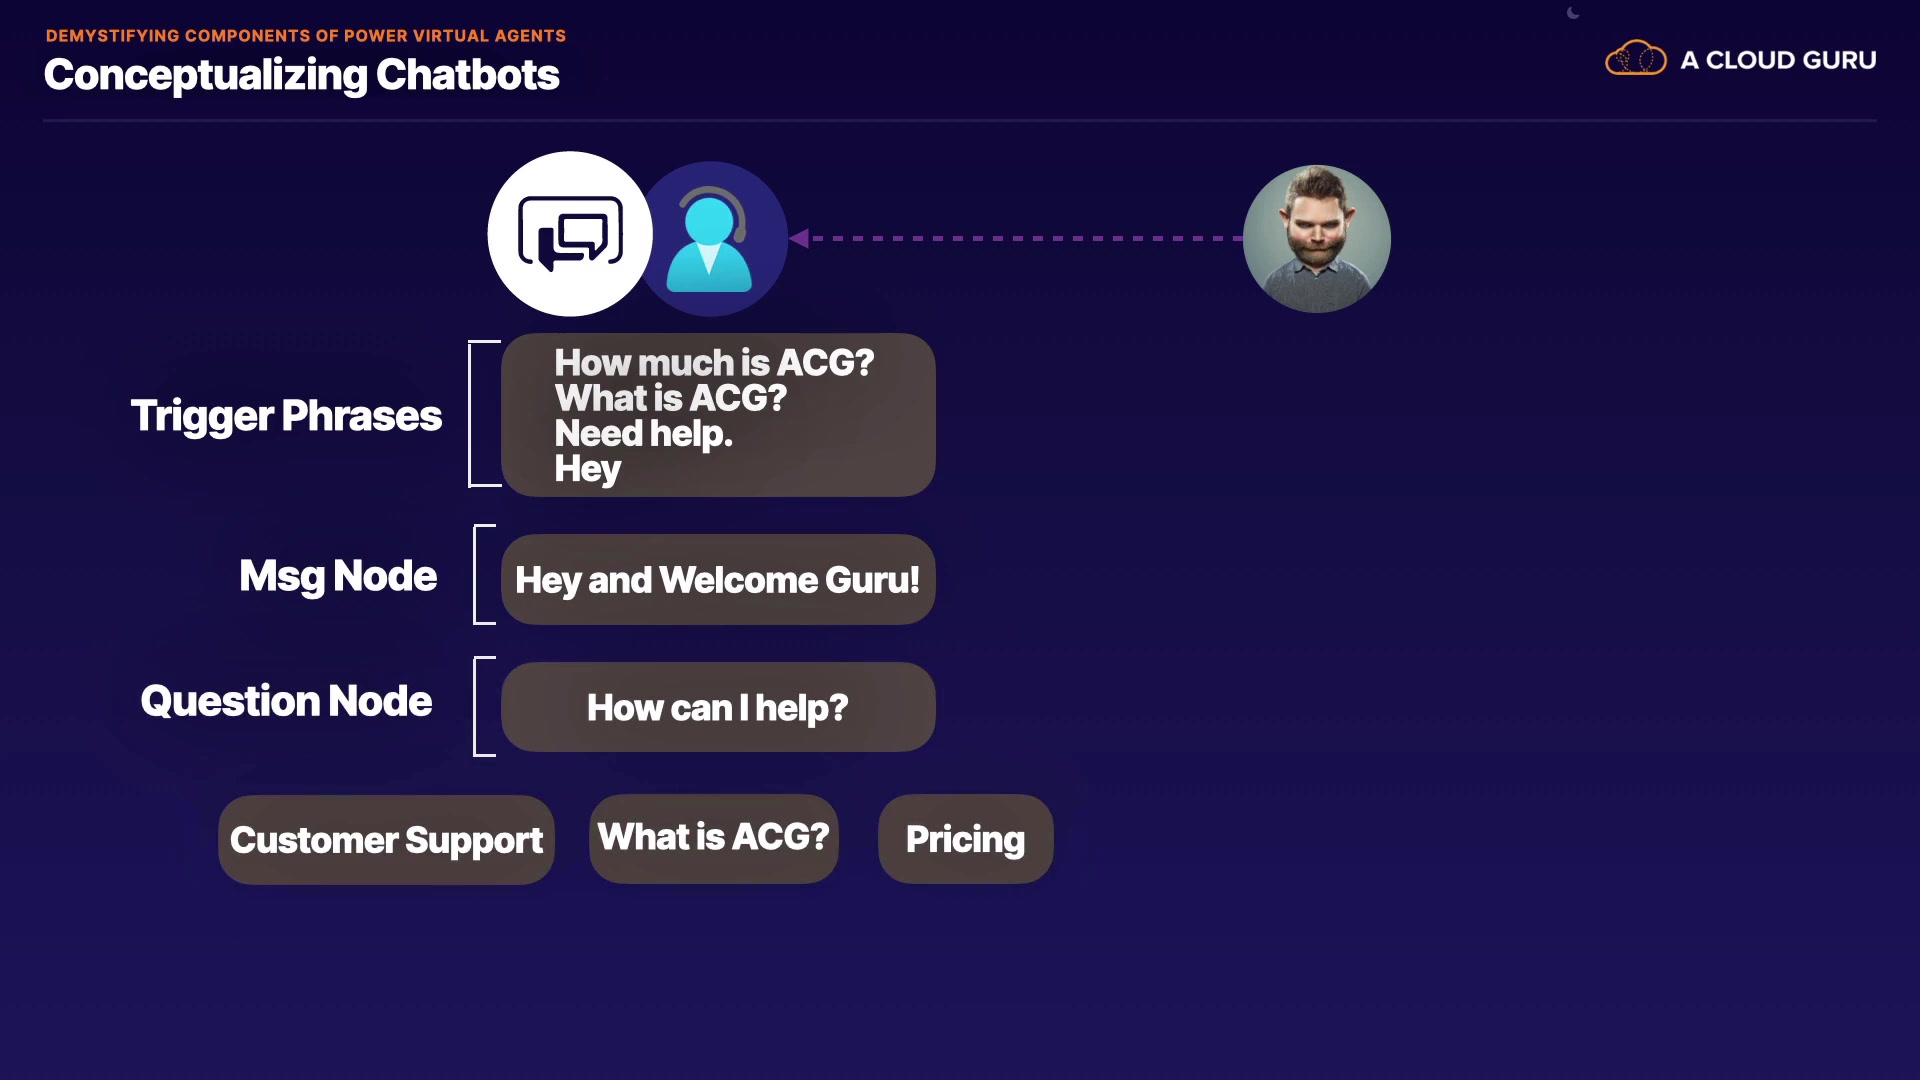 DEMYSTIFYING COMPONENTS OF POWER VIRTUAL AGENTS
Conceptualizing Chatbots
A CLOUD GURU
Trigger Phrases
How much is ACG?
What is ACG?
Need help.
Hey
Msg Node
Hey and Welcome Guru!
Question Node
How can I help?
Customer Support
What is ACG?
Pricing